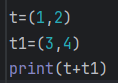 t=(1,2)
t1=(3,4)
print(t+t1)